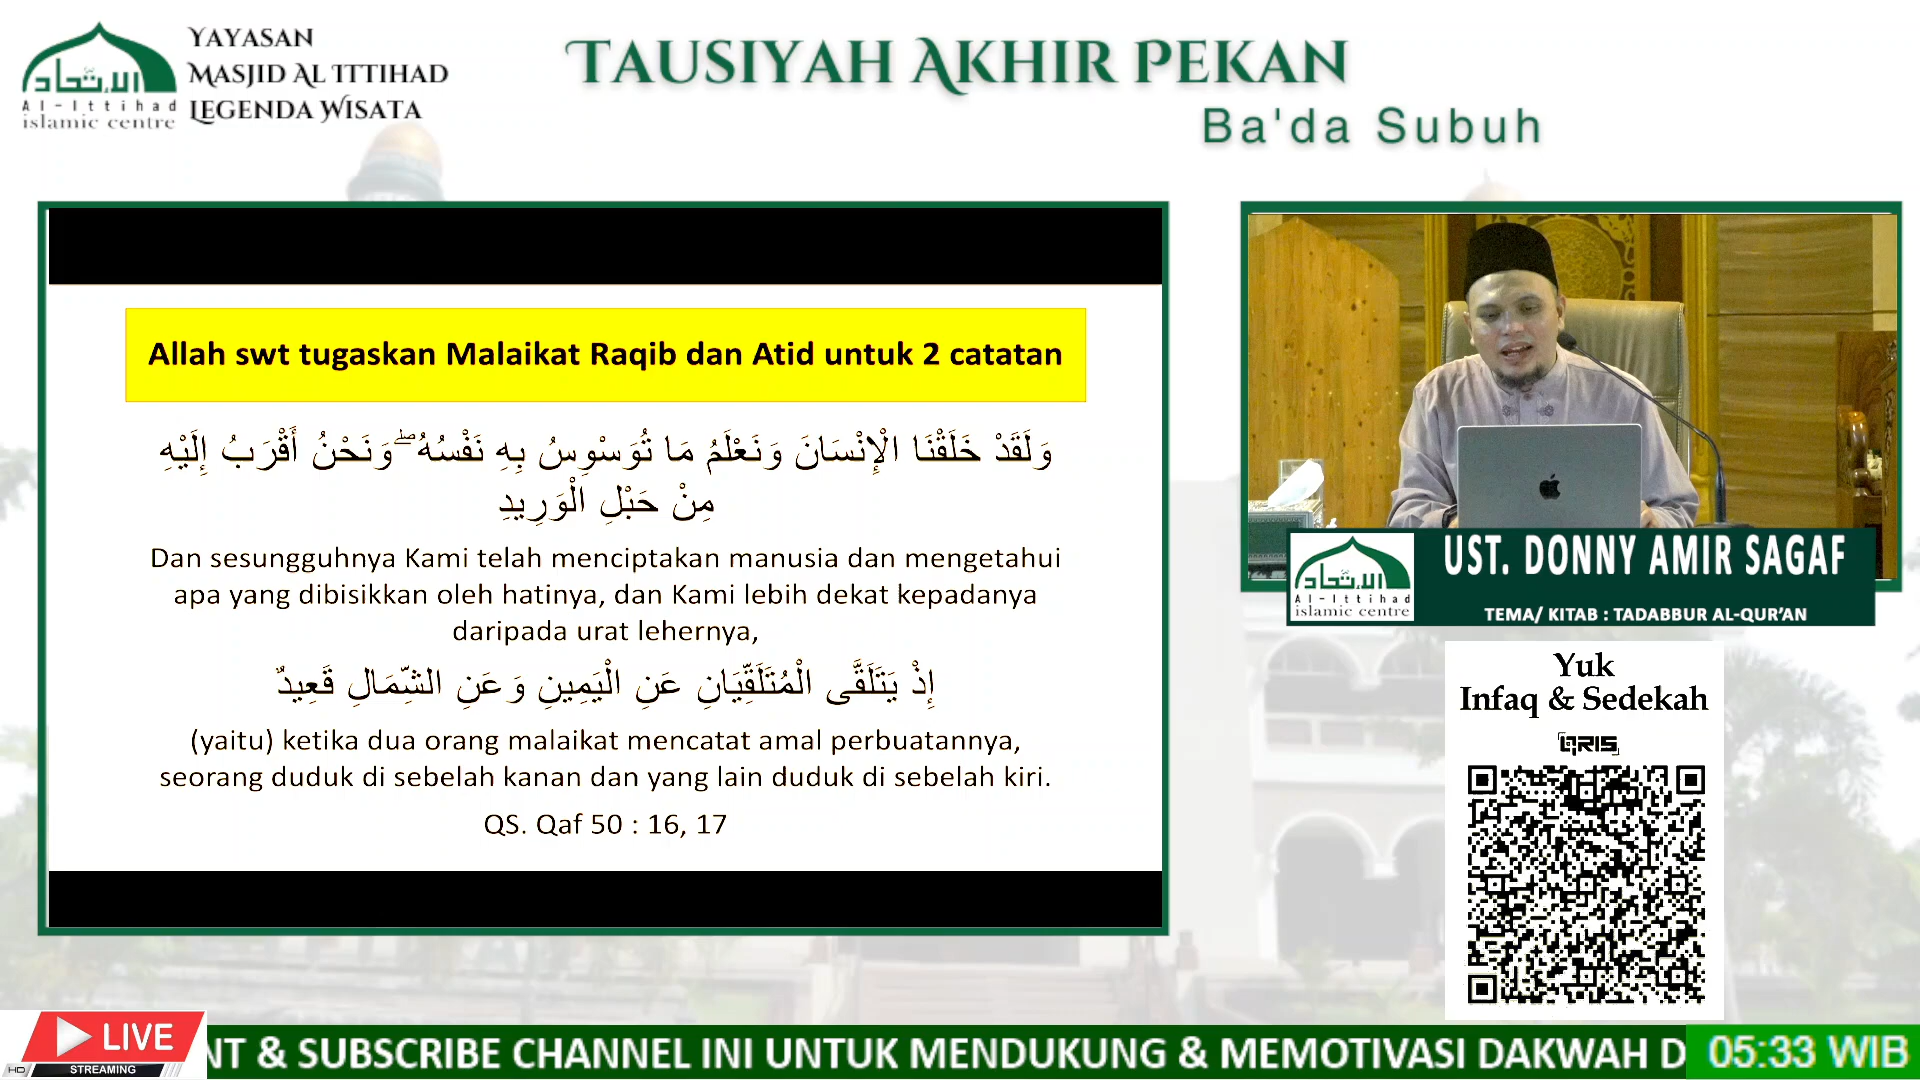 الإتحاد
Al-Ittihad
islamic centre
YAYASAN
MASJID AL ITTIHAD
LEGENDA WISATA
TAUSIYAH AKHIR PEKAN
Ba'da Subuh
Allah swt tugaskan Malaikat Raqib dan Atid untuk 2 catatan
وَلَقَدْ خَلَقْنَا الْإِنْسَانَ وَنَعْلَمُ مَا تُوَسْوِسُ بِهِ نَفْسُهُ ۖ وَنَحْنُ أَقْرَبُ إِلَيْهِ
مِنْ حَبْلِ الْوَرِيدِ
Dan sesungguhnya Kami telah menciptakan manusia dan mengetahui
apa yang dibisikkan oleh hatinya, dan Kami lebih dekat kepadanya
daripada urat lehernya,
إِذْ يَتَلَقَّى الْمُتَلَقِّيَانِ عَنِ الْيَمِينِ وَعَنِ الشِّمَالِ قَعِيدٌ
(yaitu) ketika dua orang malaikat mencatat amal perbuatannya,
seorang duduk di sebelah kanan dan yang lain duduk di sebelah kiri.
QS. Qaf 50 : 16, 17
الإتحاد
Al-Ittihad
islamic centre
UST. DONNY AMIR SAGAF
TEMA/ KITAB : TADABBUR AL-QUR'AN
Yuk
Infaq & Sedekah
QRIS
LIVE
HD STREAMING
NT & SUBSCRIBE CHANNEL INI UNTUK MENDUKUNG & MEMOTIVASI DAKWAH D
05:33 WIB